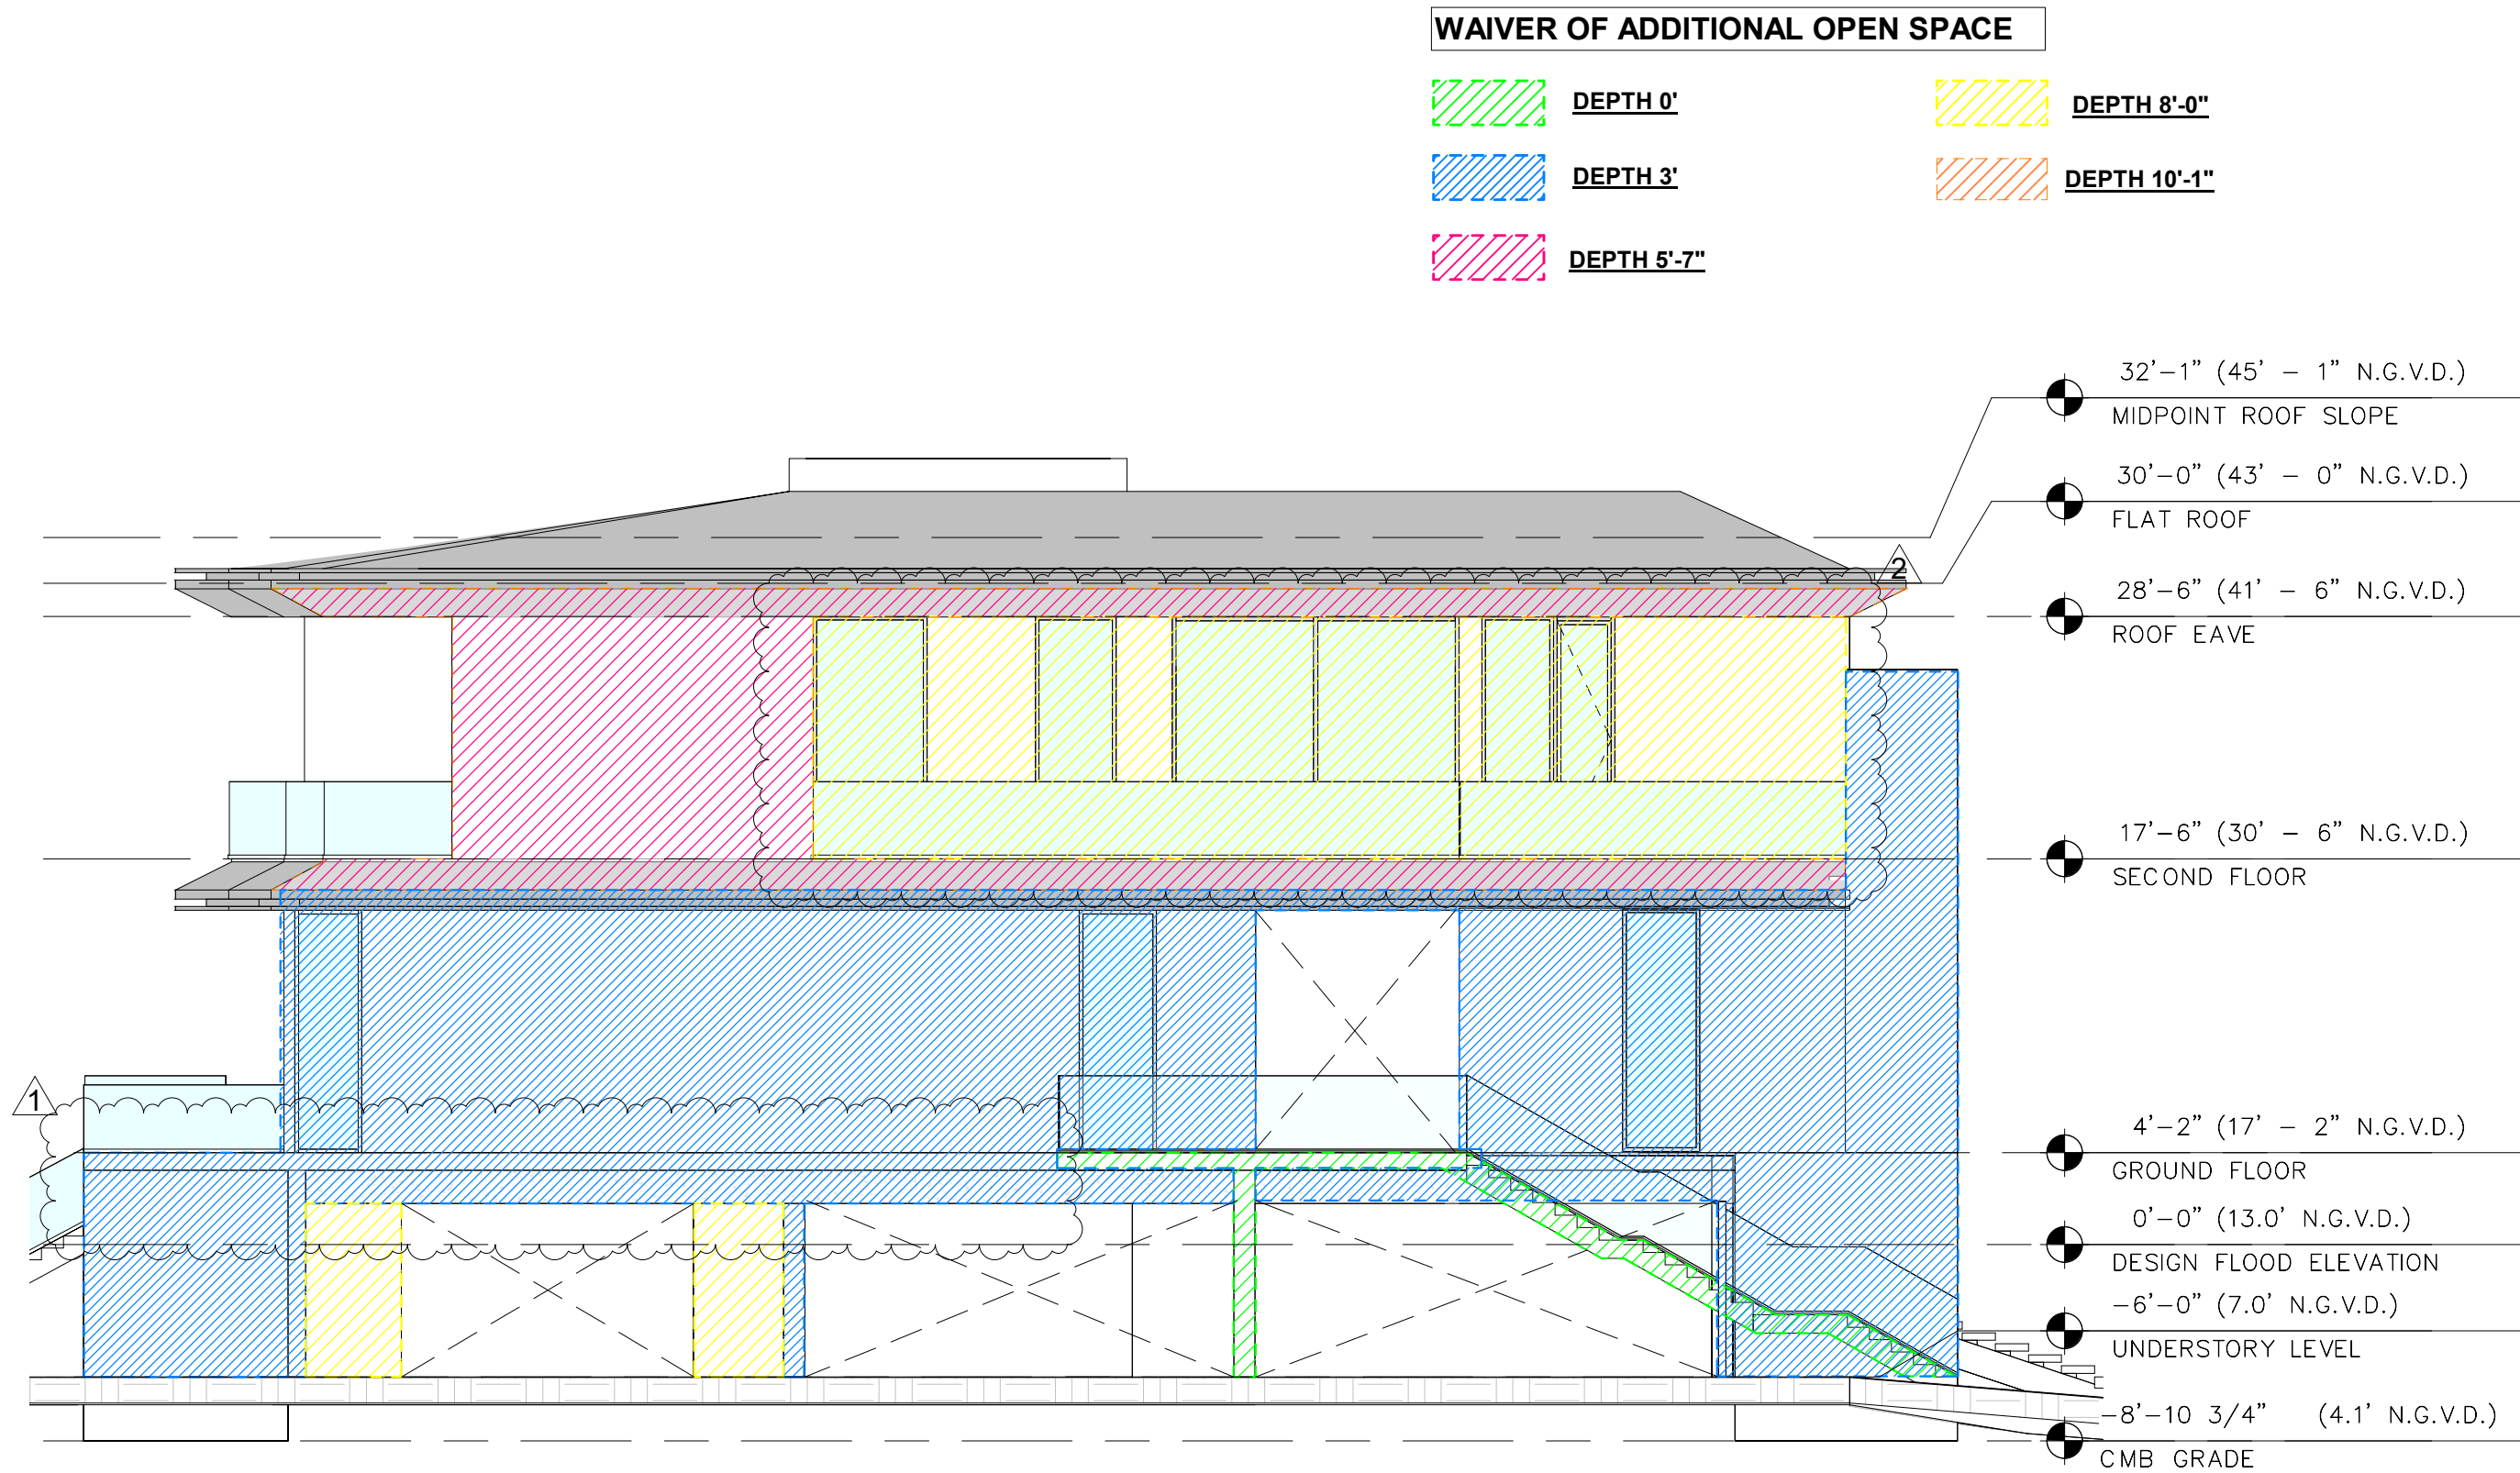 WAIVER OF ADDITIONAL OPEN SPACE
DEPTH 0'
DEPTH 8'-0"
DEPTH 3'
DEPTH 10'-1"
DEPTH 5'-7"
32'-1" (45' - 1" N.G.V.D.)
MIDPOINT ROOF SLOPE
30'-0" (43' - 0" N.G.V.D.)
FLAT ROOF
2
28'-6" (41' - 6" N.G.V.D.)
ROOF EAVE
17'-6" (30' - 6" N.G.V.D.)
SECOND FLOOR
1
4'-2" (17' - 2" N.G.V.D.)
GROUND FLOOR
0'-0" (13.0' N.G.V.D.)
DESIGN FLOOD ELEVATION
-6'-0" (7.0' N.G.V.D.)
UNDERSTORY LEVEL
-8'-10 3/4" (4.1' N.G.V.D.)
CMB GRADE